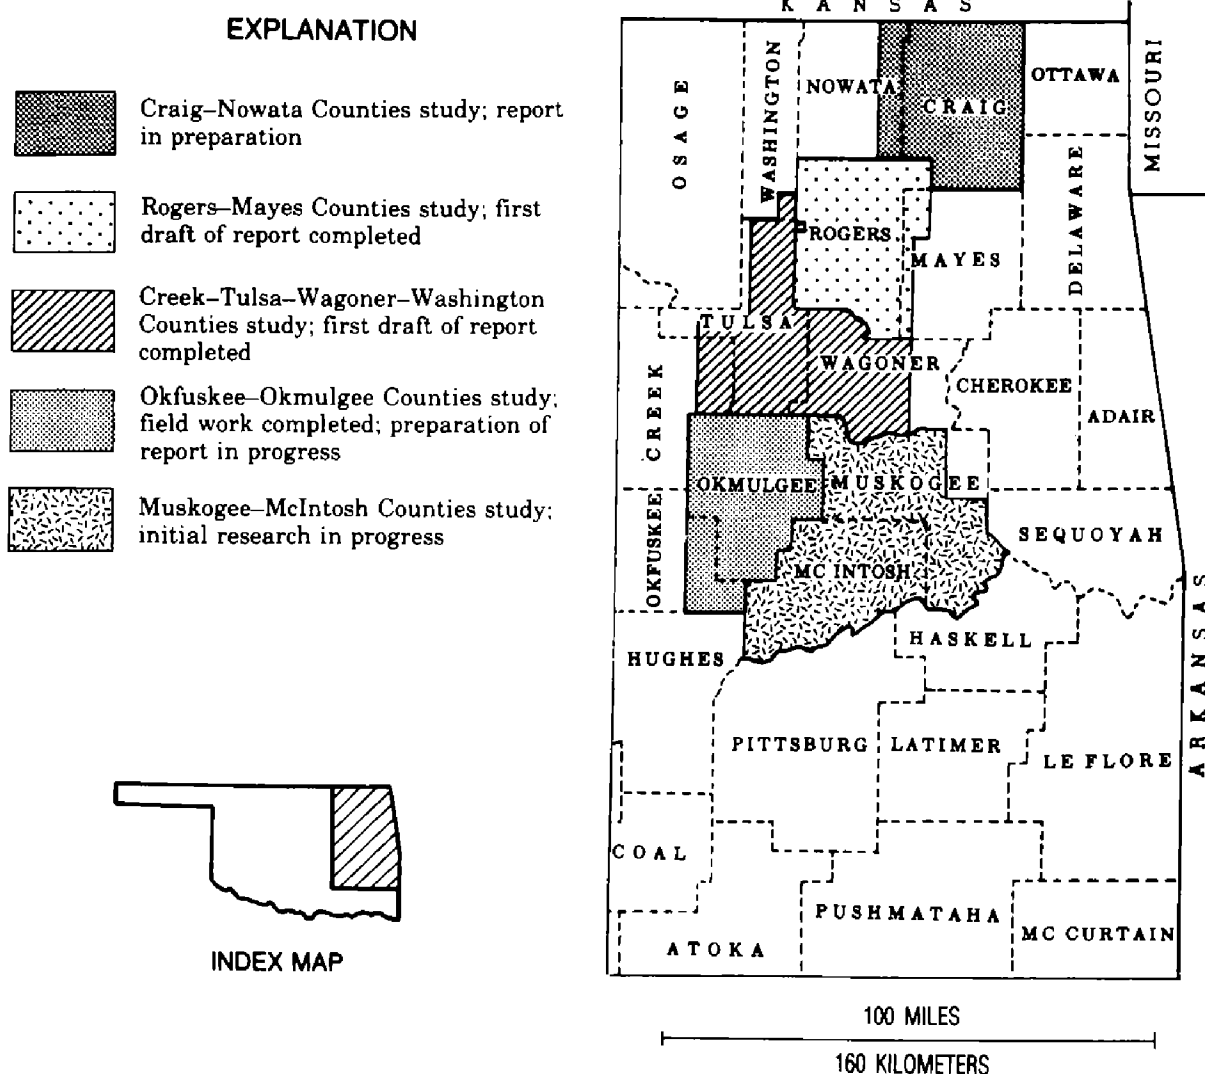 EXPLANATION
Craig–Nowata Counties study; report
in preparation
Rogers–Mayes Counties study; first
draft of report completed
Creek–Tulsa–Wagoner–Washington
Counties study; first draft of report
completed
Okfuskee–Okmulgee Counties study;
field work completed; preparation of
report in progress
Muskogee–McIntosh Counties study;
initial research in progress
INDEX MAP
KANSAS
MISSOURI
ARKANSAS
OSAGE
WASHINGTON
NOWATA
CRAIG
OTTAWA
DELAWARE
ROGERS
MAYES
TULSA
WAGONER
CREEK
CHEROKEE
ADAIR
OKMULGEE
MUSKOGEE
OKFUSKEE
SEQUOYAH
MC INTOSH
HASKELL
HUGHES
PITTSBURG
LATIMER
LE FLORE
COAL
PUSHMATAHA
MC CURTAIN
ATOKA
100 MILES
160 KILOMETERS